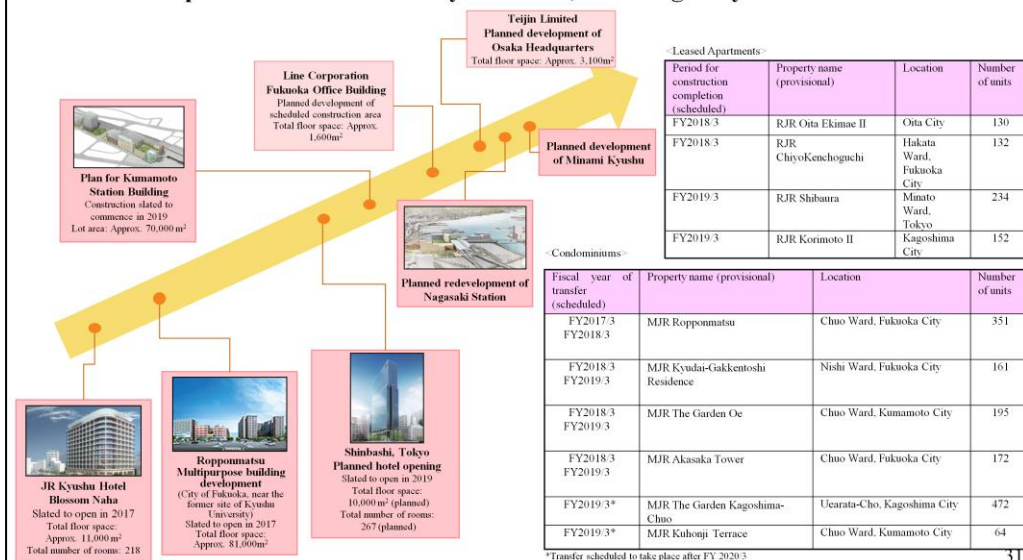 Teijin Limited
Planned development of
Osaka Headquarters
Total floor space: Approx. 3,100m²
Line Corporation
Fukuoka Office Building
Planned development of
scheduled construction area
Total floor space: Approx.
1,600m²
Plan for Kumamoto
Station Building
Construction slated to
commence in 2019
Lot area: Approx. 70,000 m²
Planned development
of Minami Kyushu
Planned redevelopment of
Nagasaki Station
JR Kyushu Hotel
Blossom Naha
Slated to open in 2017
Total floor space:
Approx. 11,000m²
Total number of rooms: 218
Ropponmatsu
Multipurpose building
development
(City of Fukuoka, near the
former site of Kyushu
University)
Slated to open in 2017
Total floor space:
Approx. 81,000m²
Shinbashi, Tokyo
Planned hotel opening
Slated to open in 2019
Total floor space:
10,000m² (planned)
Total number of rooms:
267 (planned)
<Leased Apartments>
Period for construction completion (scheduled) Property name (provisional) Location Number of units
FY2018/3 RJR Oita Ekimae II Oita City 130
FY2018/3 RJR ChiyoKenchoguchi Hakata Ward, Fukuoka City 132
FY2019/3 RJR Shibaura Minato Ward, Tokyo 234
FY2019/3 RJR Korimoto II Kagoshima City 152
<Condominiums>
Fiscal year of transfer (scheduled) Property name (provisional) Location Number of units
FY2017/3 FY2018/3 MJR Ropponmatsu Chuo Ward, Fukuoka City 351
FY2018/3 FY2019/3 MJR Kyudai-Gakkentoshi Residence Nishi Ward, Fukuoka City 161
FY2018/3 FY2019/3 MJR The Garden Oe Chuo Ward, Kumamoto City 195
FY2018/3 FY2019/3 MJR Akasaka Tower Chuo Ward, Fukuoka City 172
FY2019/3* MJR The Garden Kagoshima-Chuo Uearata-Cho, Kagoshima City 472
FY2019/3* MJR Kuhonji Terrace Chuo Ward, Kumamoto City 64
*Transfer scheduled to take place after FY 2020/3
31